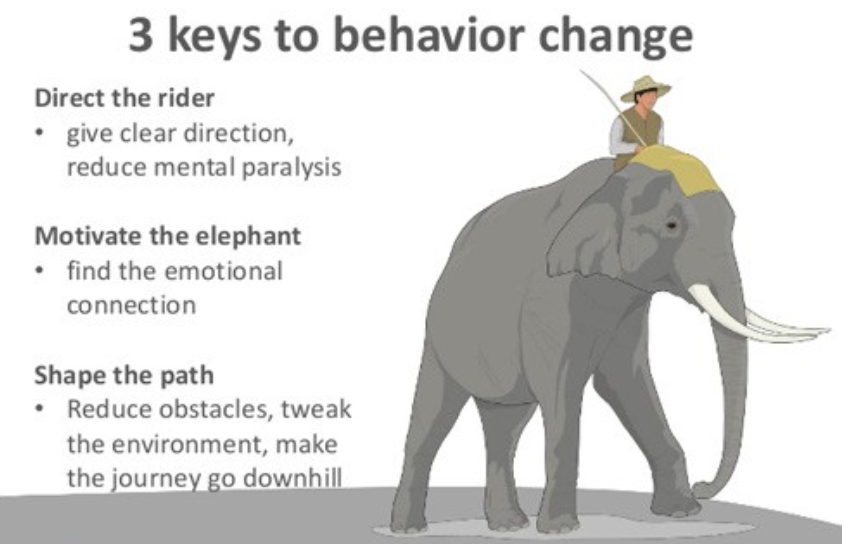 3 keys to behavior change
Direct the rider
• give clear direction,
reduce mental paralysis
Motivate the elephant
• find the emotional
connection
Shape the path
• Reduce obstacles, tweak
the environment, make
the journey go downhill